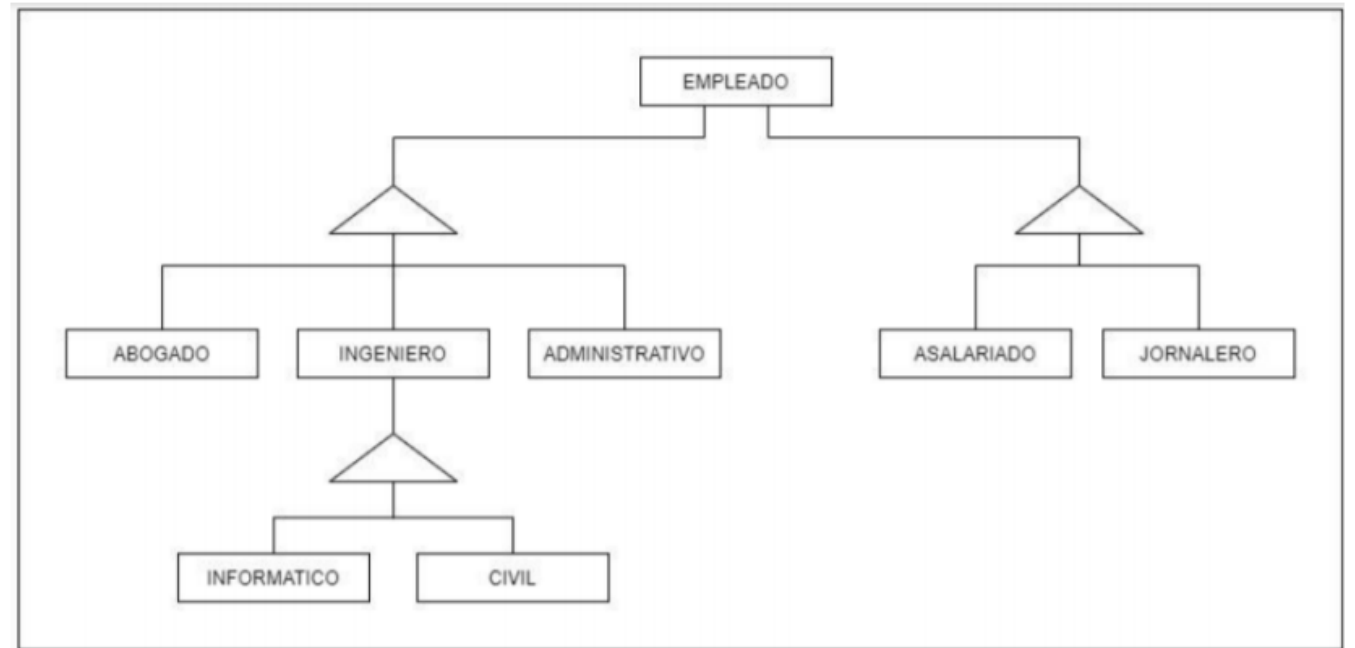 EMPLEADO
ABOGADO
INGENIERO
ADMINISTRATIVO
ASALARIADO
JORNALERO
INFORMATICO
CIVIL